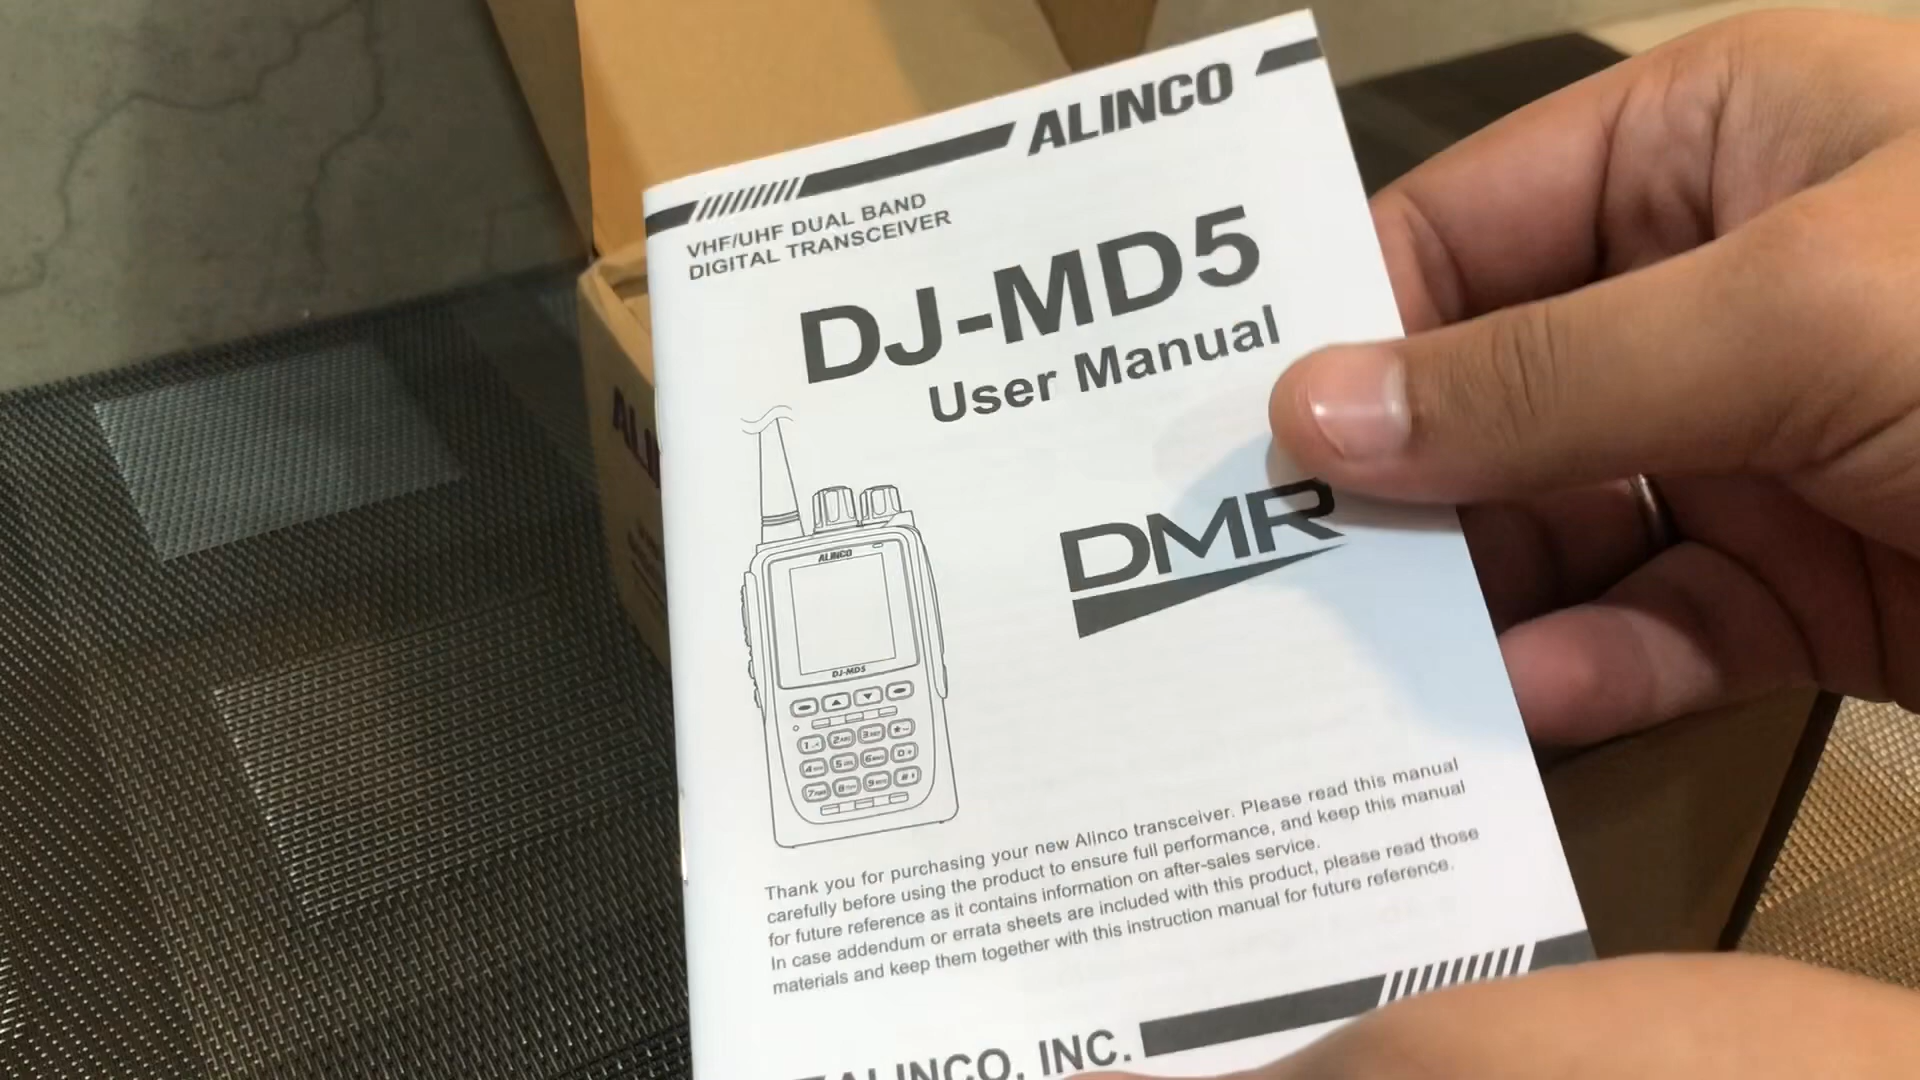 ALINCO
VHF/UHF DUAL BAND
DIGITAL TRANSCEIVER
DJ-MD5
User Manual
DMR
ALINCO
DJ-MD5
Thank you for purchasing your new Alinco transceiver. Please read this manual
carefully before using the product to ensure full performance, and keep this manual
for future reference as it contains information on after-sales service.
In case addendum or errata sheets are included with this product, please read those
materials and keep them together with this instruction manual for future reference.
ALINCO, INC.